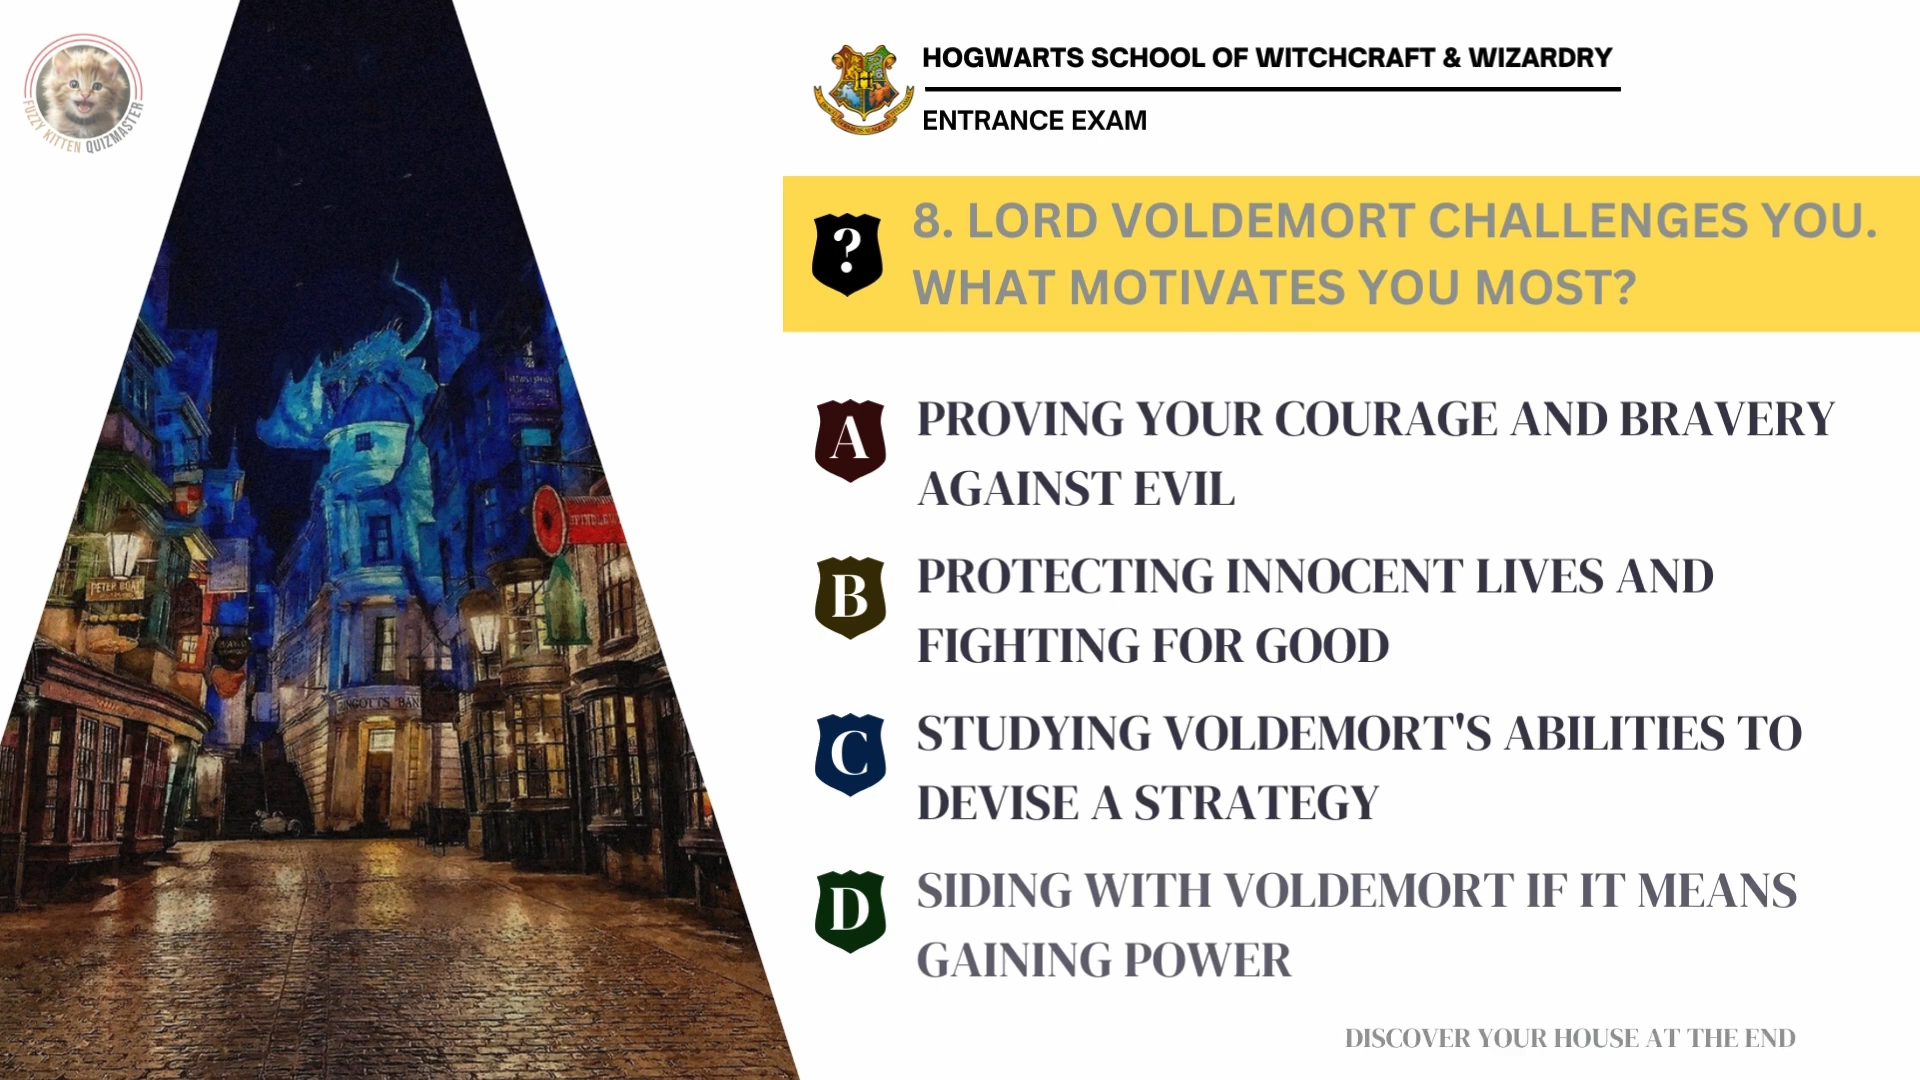 FUZZY KITTEN QUIZMASTER
HOGWARTS SCHOOL OF WITCHCRAFT & WIZARDRY
ENTRANCE EXAM
?
8. LORD VOLDEMORT CHALLENGES YOU.
WHAT MOTIVATES YOU MOST?
A
PROVING YOUR COURAGE AND BRAVERY
AGAINST EVIL
B
PROTECTING INNOCENT LIVES AND
FIGHTING FOR GOOD
C
STUDYING VOLDEMORT'S ABILITIES TO
DEVISE A STRATEGY
D
SIDING WITH VOLDEMORT IF IT MEANS
GAINING POWER
DISCOVER YOUR HOUSE AT THE END